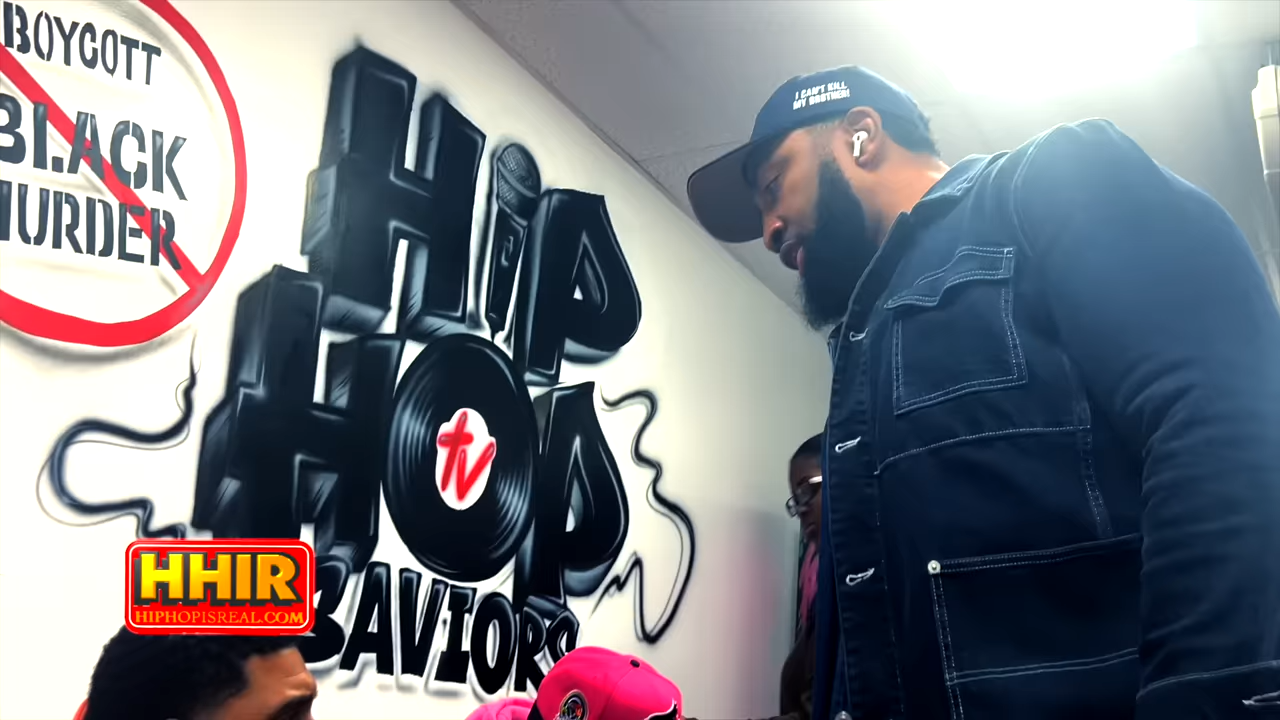 BOYCOTT
BLACK
MURDER
HIP
HOP
tv
SAVIORS
I CAN'T KILL
MY BROTHER!
HHIR
HIPHOPISREAL.COM